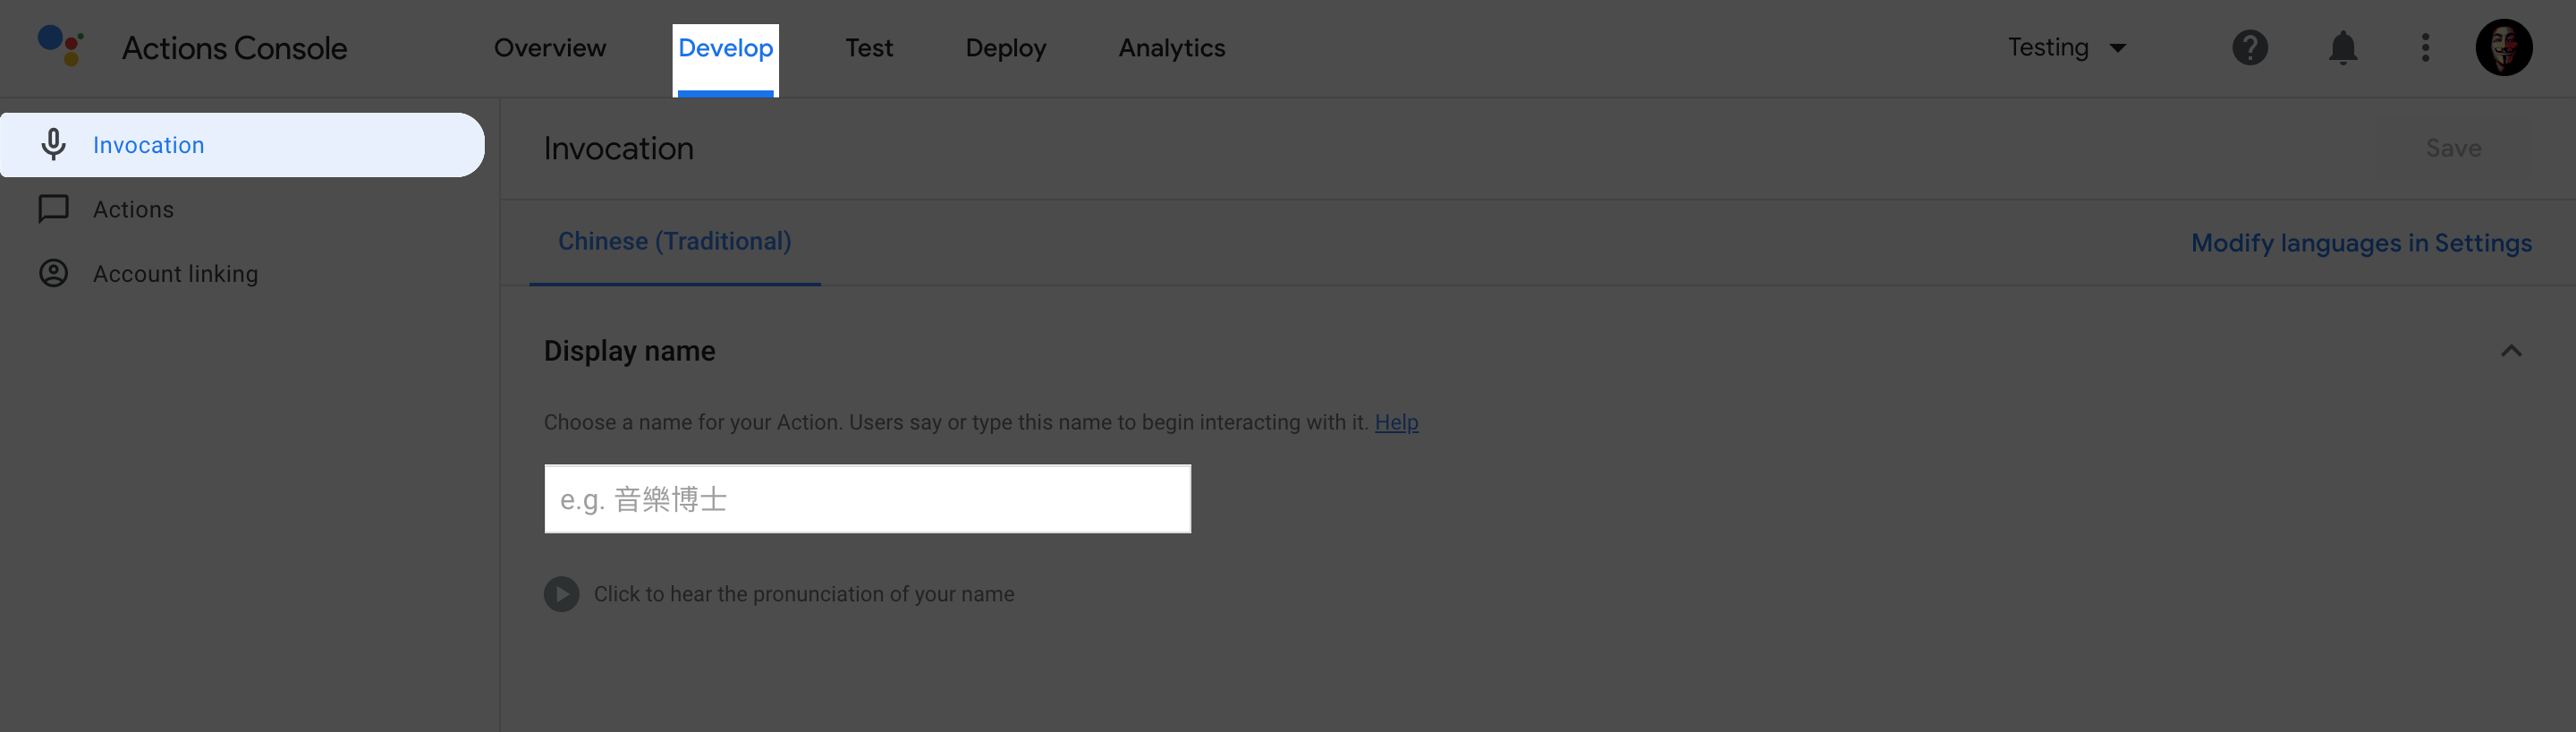 Actions Console
Overview
Develop
Test
Deploy
Analytics
Testing
Invocation
Actions
Account linking
Invocation
Save
Chinese (Traditional)
Modify languages in Settings
Display name
Choose a name for your Action. Users say or type this name to begin interacting with it. Help
e.g. 音樂博士
Click to hear the pronunciation of your name